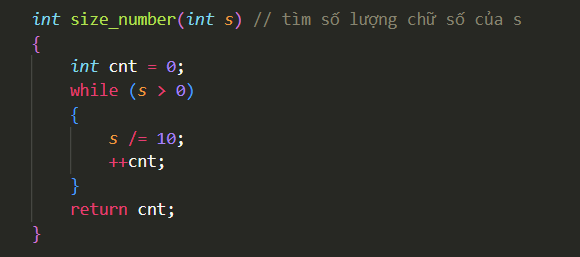 int size_number(int s) // tìm số lượng chữ số của s
{
int cnt = 0;
while (s > 0)
{
s /= 10;
++cnt;
}
return cnt;
}